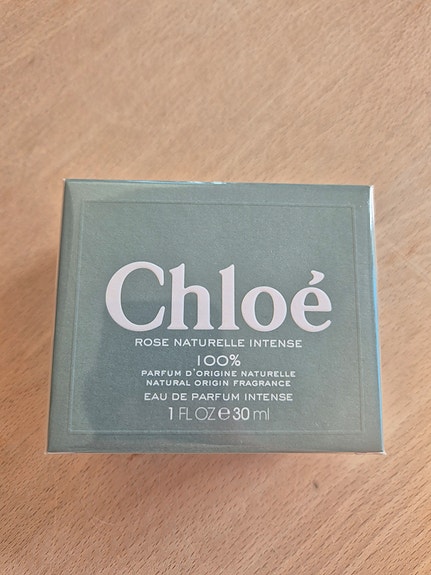 Chloé
ROSE NATURELLE INTENSE
100%
PARFUM D'ORIGINE NATURELLE
NATURAL ORIGIN FRAGRANCE
EAU DE PARFUM INTENSE
1 FL OZ ℮ 30 ml